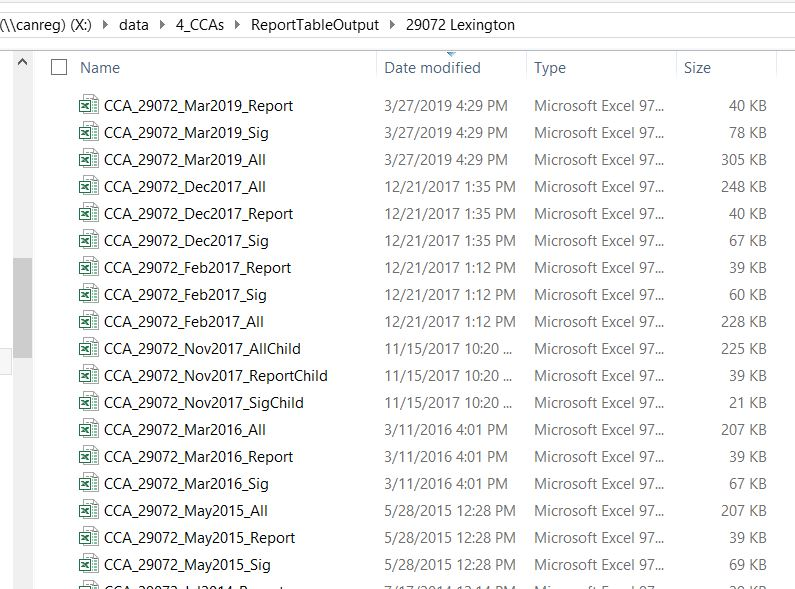 (\\canreg) (X:) data 4_CCAs ReportTableOutput 29072 Lexington
Name Date modified Type Size
CCA_29072_Mar2019_Report 3/27/2019 4:29 PM Microsoft Excel 97... 40 KB
CCA_29072_Mar2019_Sig 3/27/2019 4:29 PM Microsoft Excel 97... 78 KB
CCA_29072_Mar2019_All 3/27/2019 4:29 PM Microsoft Excel 97... 305 KB
CCA_29072_Dec2017_All 12/21/2017 1:35 PM Microsoft Excel 97... 248 KB
CCA_29072_Dec2017_Report 12/21/2017 1:35 PM Microsoft Excel 97... 40 KB
CCA_29072_Dec2017_Sig 12/21/2017 1:35 PM Microsoft Excel 97... 67 KB
CCA_29072_Feb2017_Report 12/21/2017 1:12 PM Microsoft Excel 97... 39 KB
CCA_29072_Feb2017_Sig 12/21/2017 1:12 PM Microsoft Excel 97... 60 KB
CCA_29072_Feb2017_All 12/21/2017 1:12 PM Microsoft Excel 97... 228 KB
CCA_29072_Nov2017_AllChild 11/15/2017 10:20 ... Microsoft Excel 97... 225 KB
CCA_29072_Nov2017_ReportChild 11/15/2017 10:20 ... Microsoft Excel 97... 39 KB
CCA_29072_Nov2017_SigChild 11/15/2017 10:20 ... Microsoft Excel 97... 21 KB
CCA_29072_Mar2016_All 3/11/2016 4:01 PM Microsoft Excel 97... 207 KB
CCA_29072_Mar2016_Report 3/11/2016 4:01 PM Microsoft Excel 97... 39 KB
CCA_29072_Mar2016_Sig 3/11/2016 4:01 PM Microsoft Excel 97... 67 KB
CCA_29072_May2015_All 5/28/2015 12:28 PM Microsoft Excel 97... 207 KB
CCA_29072_May2015_Report 5/28/2015 12:28 PM Microsoft Excel 97... 39 KB
CCA_29072_May2015_Sig 5/28/2015 12:28 PM Microsoft Excel 97... 69 KB